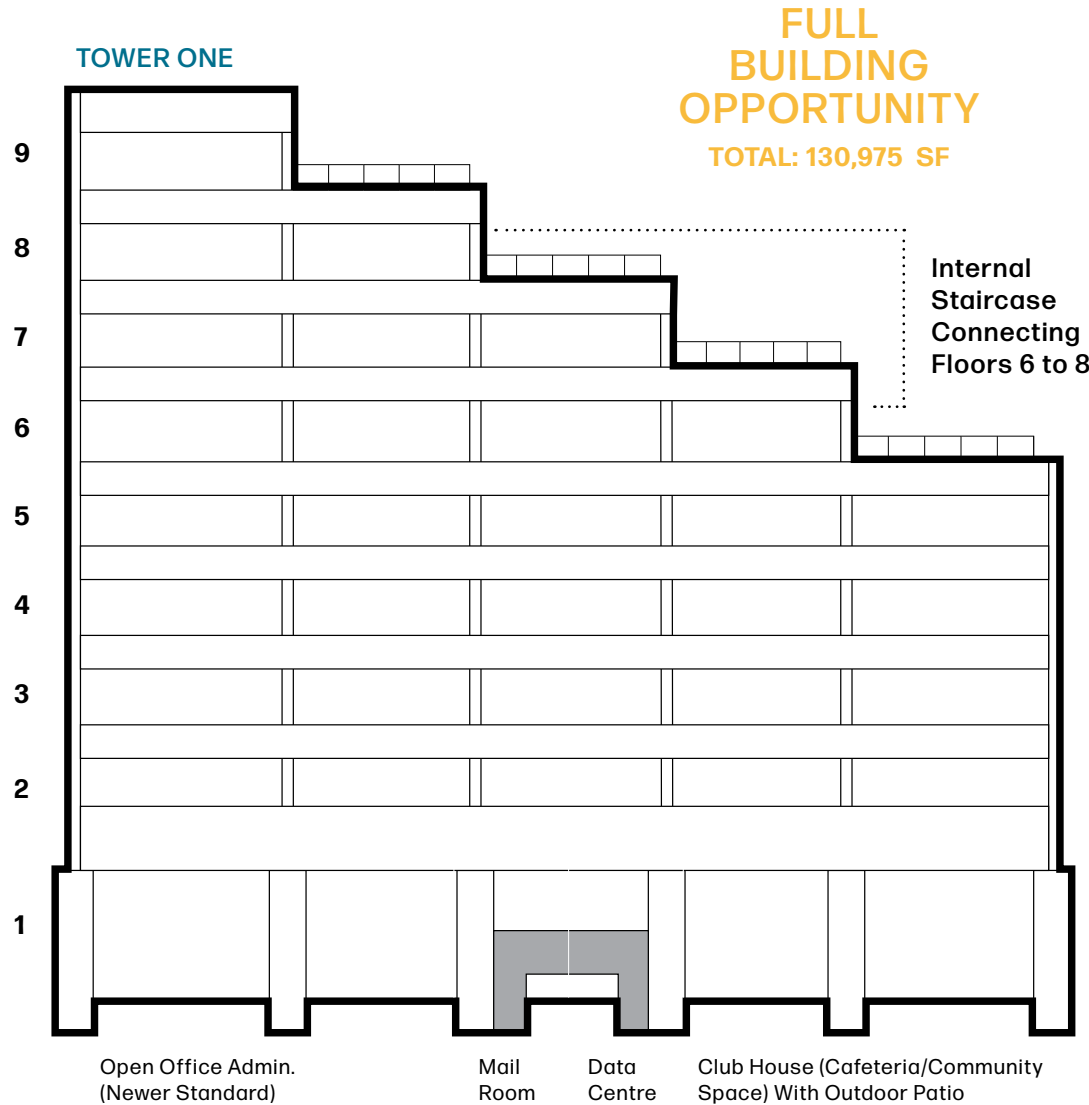 TOWER ONE
FULL
BUILDING
OPPORTUNITY
TOTAL: 130,975 SF
9
8
7
6
5
4
3
2
1
Internal
Staircase
Connecting
Floors 6 to 8
Open Office Admin.
(Newer Standard)
Mail
Room
Data
Centre
Club House (Cafeteria/Community
Space) With Outdoor Patio